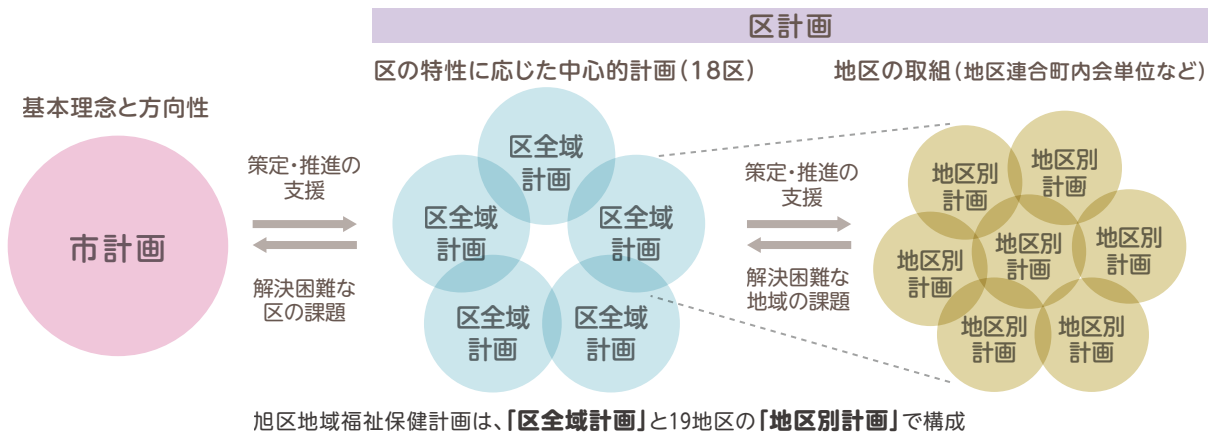 区計画
区の特性に応じた中心的計画(18区)
地区の取組(地区連合町内会単位など)
基本理念と方向性
市計画
策定・推進の
支援
解決困難な
区の課題
区全域
計画
区全域
計画
区全域
計画
区全域
計画
区全域
計画
策定・推進の
支援
解決困難な
地域の課題
地区別
計画
地区別
計画
地区別
計画
地区別
計画
地区別
計画
地区別
計画
地区別
計画
旭区地域福祉保健計画は、「区全域計画」と19地区の「地区別計画」で構成